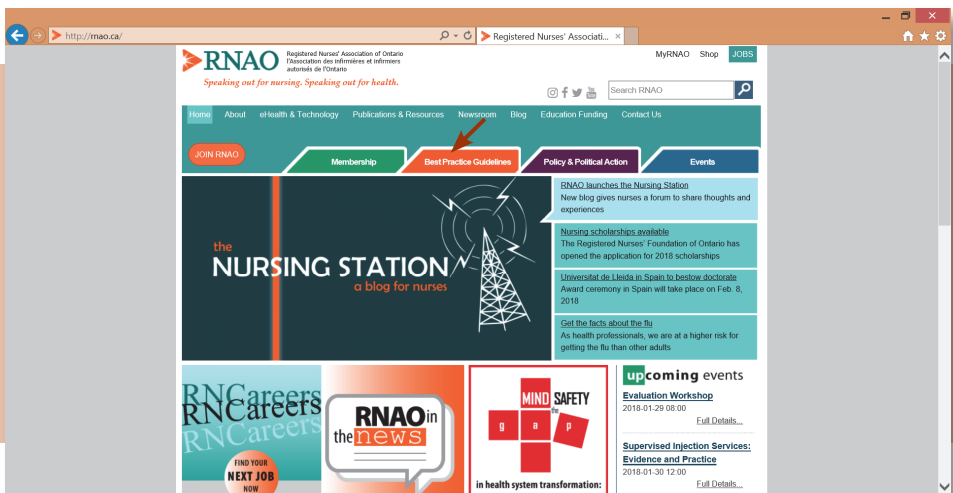 http://rnao.ca/
Registered Nurses' Associati...
RNAO
Registered Nurses' Association of Ontario
l'Association des infirmières et infirmiers
autorisés de l'Ontario
Speaking out for nursing. Speaking out for health.
MyRNAO Shop JOBS
Search RNAO
Home About eHealth & Technology Publications & Resources Newsroom Blog Education Funding Contact Us
JOIN RNAO
Membership Best Practice Guidelines Policy & Political Action Events
the
NURSING STATION
a blog for nurses
RNAO launches the Nursing Station
New blog gives nurses a forum to share thoughts and
experiences
Nursing scholarships available
The Registered Nurses' Foundation of Ontario has
opened the application for 2018 scholarships
Universitat de Lleida in Spain to bestow doctorate
Award ceremony in Spain will take place on Feb. 8,
2018
Get the facts about the flu
As health professionals, we are at a higher risk for
getting the flu than other adults
RNCareers
RNCareers
RNCareers
FIND YOUR
NEXT JOB
NOW
RNAO in
the news
MIND SAFETY
the
g a p
in health system transformation:
upcoming events
Evaluation Workshop
2018-01-29 08:00
Full Details...
Supervised Injection Services:
Evidence and Practice
2018-01-30 12:00
Full Details...